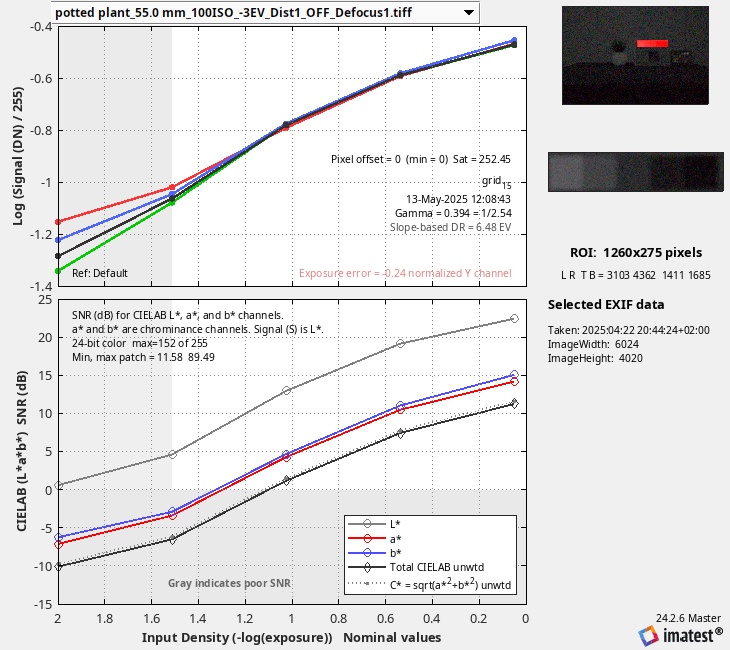 potted plant_55.0 mm_100ISO_-3EV_Dist1_OFF_Defocus1.tiff
Log (Signal (DN) / 255)
-0.4
-0.6
-0.8
-1
-1.2
-1.4
Pixel offset = 0 (min = 0) Sat = 252.45
grid_15
13-May-2025 12:08:43
Gamma = 0.394 = 1/2.54
Slope-based DR = 6.48 EV
Ref: Default
Exposure error = -0.24 normalized Y channel
CIELAB (L*a*b*) SNR (dB)
25
20
15
10
5
0
-5
-10
-15
SNR (dB) for CIELAB L*, a*, and b* channels.
a* and b* are chrominance channels. Signal (S) is L*.
24-bit color max=152 of 255
Min, max patch = 11.58 89.49
L*
a*
b*
Total CIELAB unwtd
C* = sqrt(a*2+b*2) unwtd
Gray indicates poor SNR
2 1.8 1.6 1.4 1.2 1 0.8 0.6 0.4 0.2 0
Input Density (-log(exposure)) Nominal values
ROI: 1260x275 pixels
L R T B = 3103 4362 1411 1685
Selected EXIF data
Taken: 2025:04:22 20:44:24+02:00
ImageWidth: 6024
ImageHeight: 4020
24.2.6 Master
imatest®